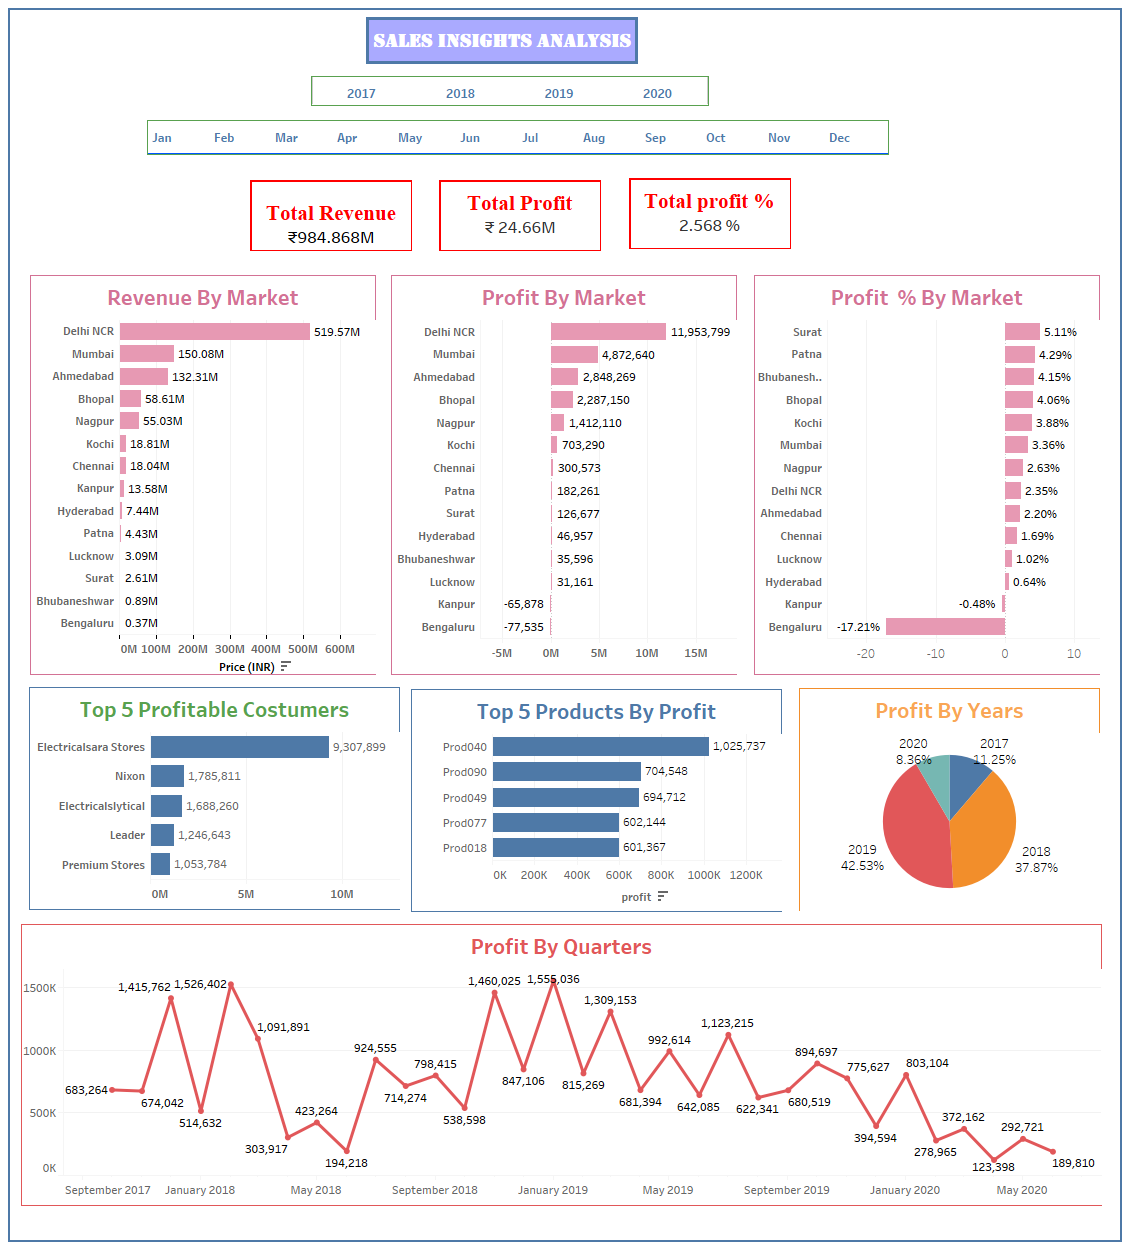 SALES INSIGHTS ANALYSIS
2017 2018 2019 2020
Jan Feb Mar Apr May Jun Jul Aug Sep Oct Nov Dec
Total Revenue
₹984.868M
Total Profit
₹ 24.66M
Total profit %
2.568 %
Revenue By Market
Delhi NCR 519.57M
Mumbai 150.08M
Ahmedabad 132.31M
Bhopal 58.61M
Nagpur 55.03M
Kochi 18.81M
Chennai 18.04M
Kanpur 13.58M
Hyderabad 7.44M
Patna 4.43M
Lucknow 3.09M
Surat 2.61M
Bhubaneshwar 0.89M
Bengaluru 0.37M
0M 100M 200M 300M 400M 500M 600M
Price (INR)
Profit By Market
Delhi NCR 11,953,799
Mumbai 4,872,640
Ahmedabad 2,848,269
Bhopal 2,287,150
Nagpur 1,412,110
Kochi 703,290
Chennai 300,573
Patna 182,261
Surat 126,677
Hyderabad 46,957
Bhubaneshwar 35,596
Lucknow 31,161
Kanpur -65,878
Bengaluru -77,535
-5M 0M 5M 10M 15M
Profit % By Market
Surat 5.11%
Patna 4.29%
Bhubanesh.. 4.15%
Bhopal 4.06%
Kochi 3.88%
Mumbai 3.36%
Nagpur 2.63%
Delhi NCR 2.35%
Ahmedabad 2.20%
Chennai 1.69%
Lucknow 1.02%
Hyderabad 0.64%
Kanpur -0.48%
Bengaluru -17.21%
-20 -10 0 10
Top 5 Profitable Costumers
Electricalsara Stores 9,307,899
Nixon 1,785,811
Electricalslytical 1,688,260
Leader 1,246,643
Premium Stores 1,053,784
0M 5M 10M
Top 5 Products By Profit
Prod040 1,025,737
Prod090 704,548
Prod049 694,712
Prod077 602,144
Prod018 601,367
0K 200K 400K 600K 800K 1000K 1200K
profit
Profit By Years
2020 2017
8.36% 11.25%
2019 2018
42.53% 37.87%
Profit By Quarters
1500K
1000K
500K
0K
683,264
674,042
1,415,762
514,632
1,526,402
1,091,891
303,917
423,264
194,218
924,555
714,274
798,415
538,598
1,460,025
847,106
1,555,036
815,269
1,309,153
681,394
992,614
642,085
1,123,215
622,341
680,519
894,697
775,627
394,594
803,104
278,965
372,162
123,398
292,721
189,810
September 2017 January 2018 May 2018 September 2018 January 2019 May 2019 September 2019 January 2020 May 2020